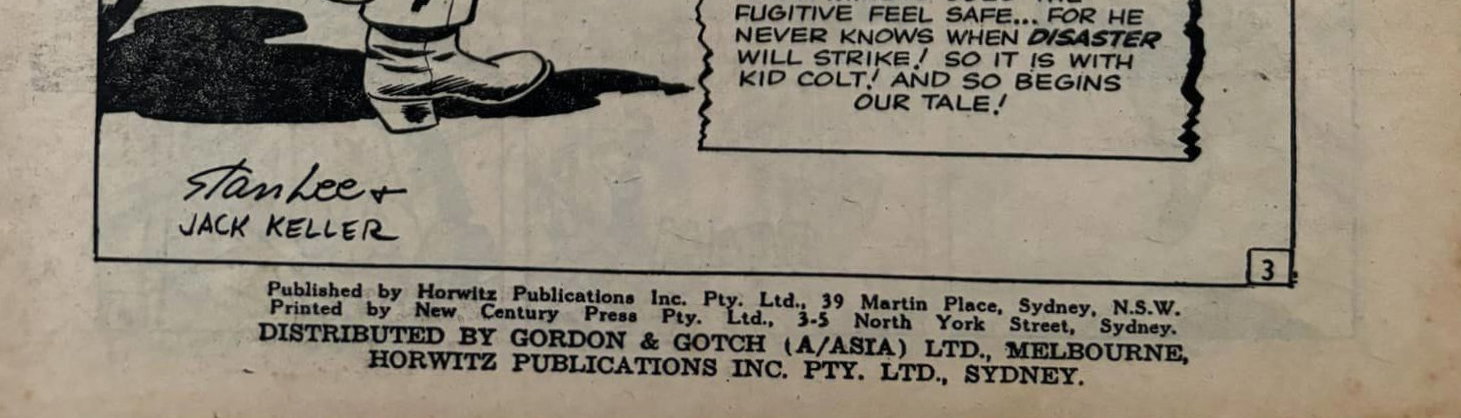 FUGITIVE FEEL SAFE... FOR HE
NEVER KNOWS WHEN DISASTER
WILL STRIKE! SO IT IS WITH
KID COLT! AND SO BEGINS
OUR TALE!
Stan Lee +
JACK KELLER
3
Published by Horwitz Publications Inc. Pty. Ltd., 39 Martin Place, Sydney, N.S.W.
Printed by New Century Press Pty. Ltd., 3-5 North York Street, Sydney.
DISTRIBUTED BY GORDON & GOTCH (A/ASIA) LTD., MELBOURNE,
HORWITZ PUBLICATIONS INC. PTY. LTD., SYDNEY.